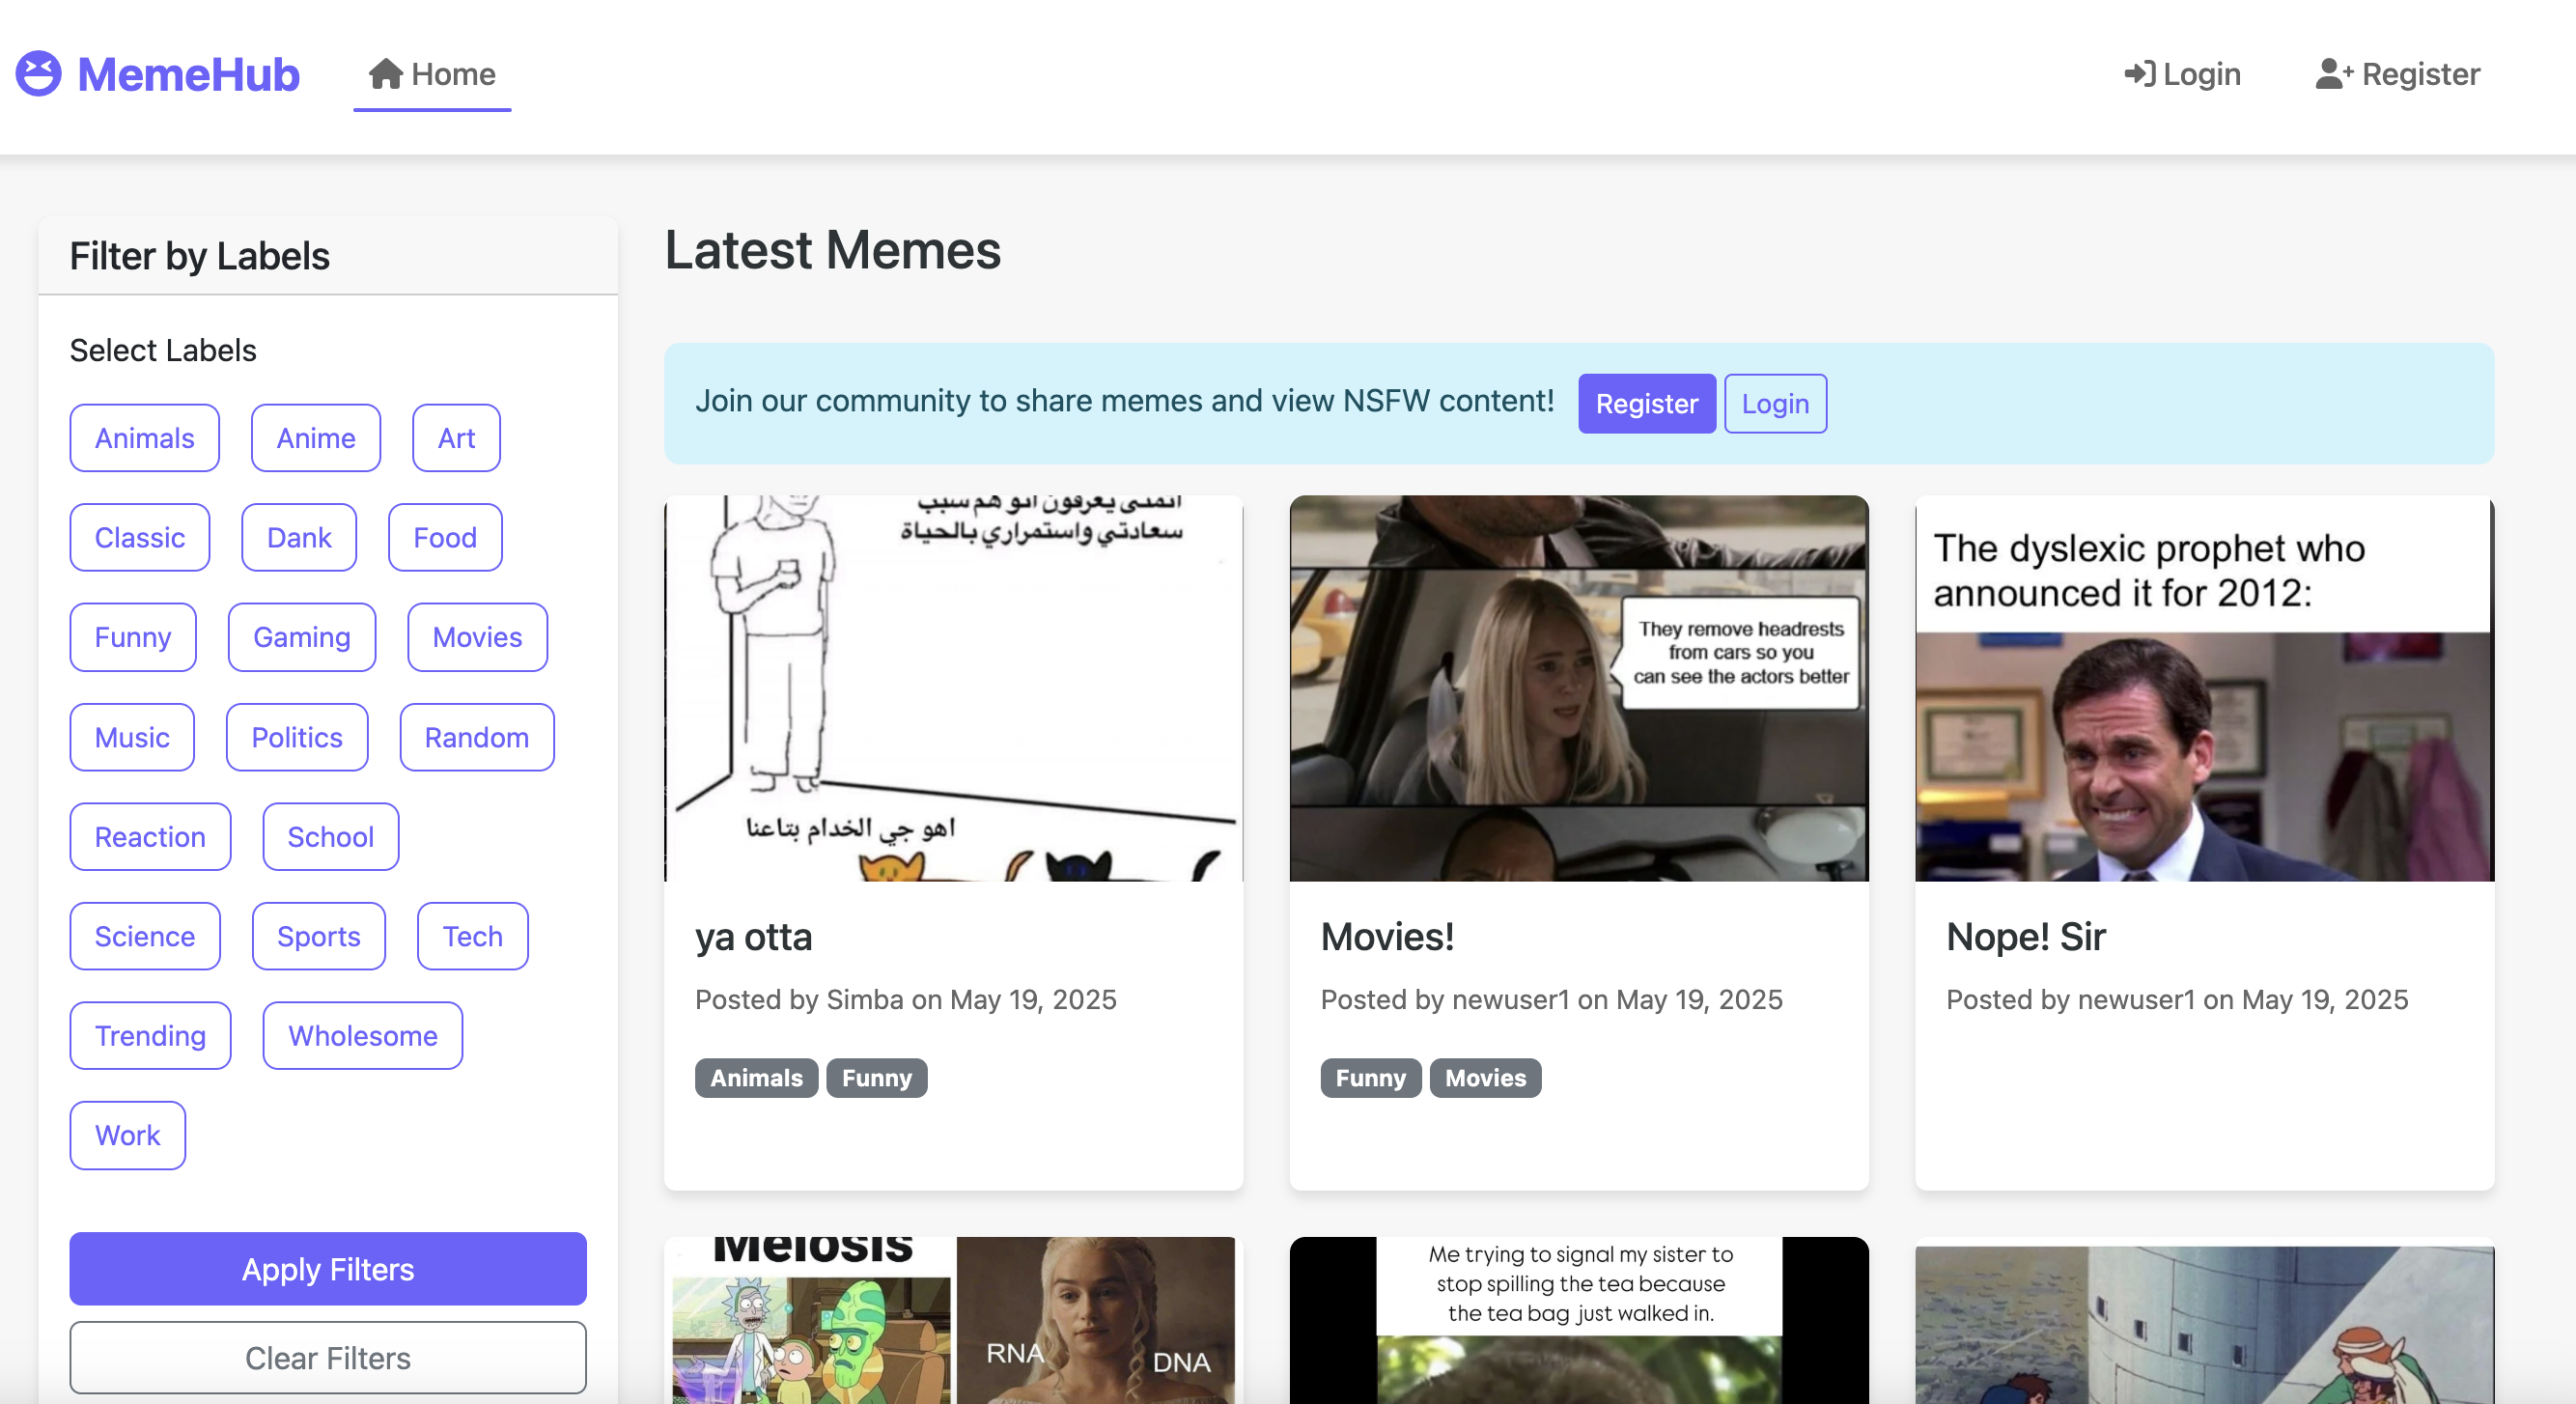 MemeHub
Home
Login
Register
Filter by Labels
Select Labels
Animals
Anime
Art
Classic
Dank
Food
Funny
Gaming
Movies
Music
Politics
Random
Reaction
School
Science
Sports
Tech
Trending
Wholesome
Work
Apply Filters
Clear Filters
Latest Memes
Join our community to share memes and view NSFW content!
Register
Login
اتمنى يعرفون انو هم سبب
سعادتي واستمراري بالحياة
اهو جي الخدام بتاعنا
ya otta
Posted by Simba on May 19, 2025
Animals
Funny
They remove headrests
from cars so you
can see the actors better
Movies!
Posted by newuser1 on May 19, 2025
Funny
Movies
The dyslexic prophet who
announced it for 2012:
Nope! Sir
Posted by newuser1 on May 19, 2025
Meiosis
RNA
DNA
Me trying to signal my sister to
stop spilling the tea because
the tea bag just walked in.